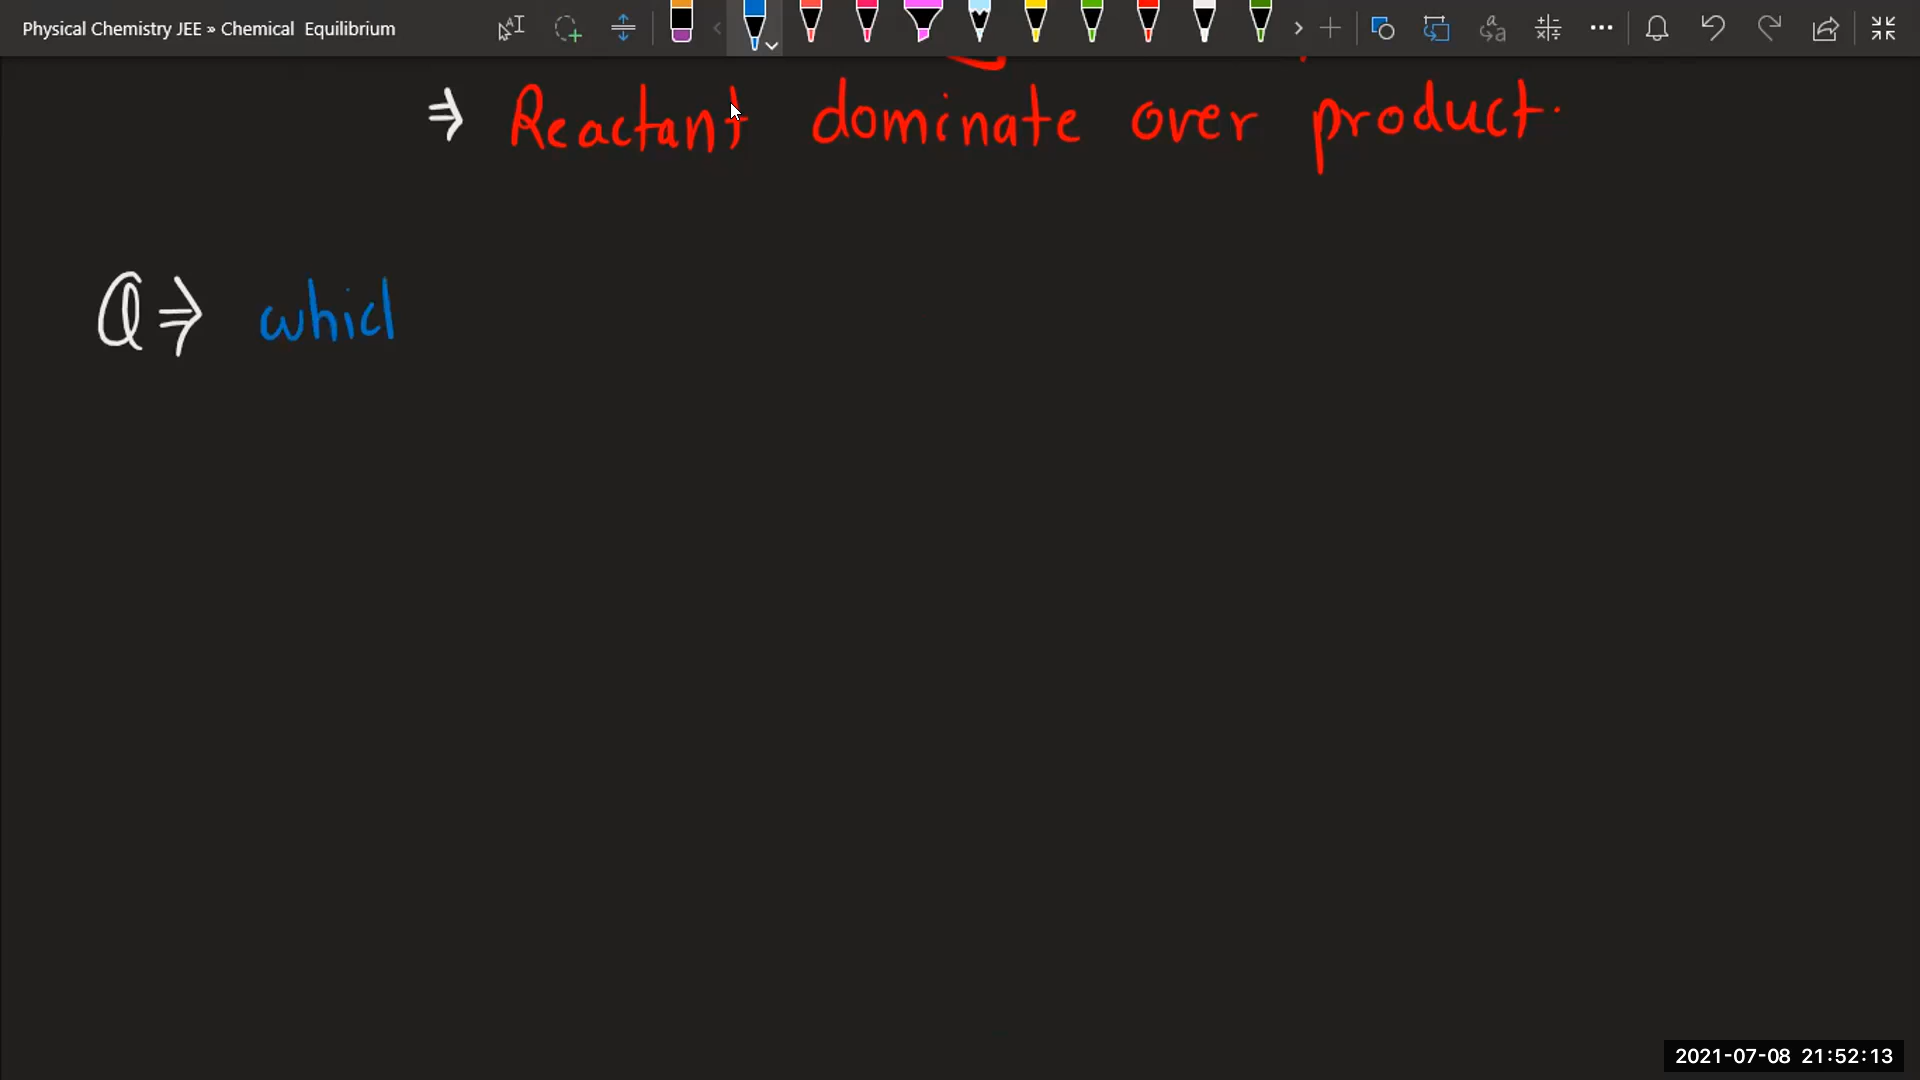 Physical Chemistry JEE » Chemical Equilibrium
⇒ Reactant dominate over product.
Q ⇒ whicl
2021-07-08 21:52:13